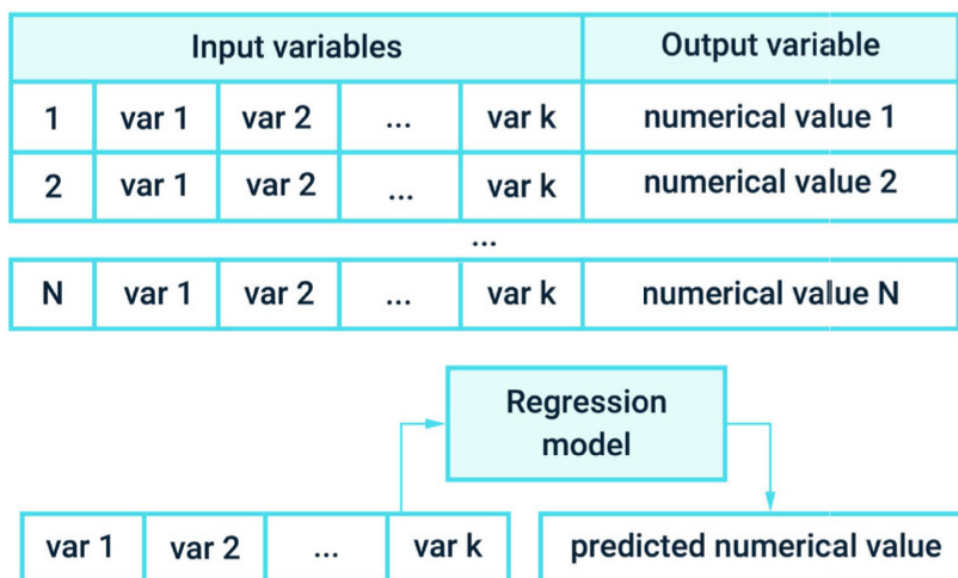 Input variables Output variable
1 var 1 var 2 ... var k numerical value 1
2 var 1 var 2 ... var k numerical value 2
...
N var 1 var 2 ... var k numerical value N
Regression
model
var 1 var 2 ... var k predicted numerical value